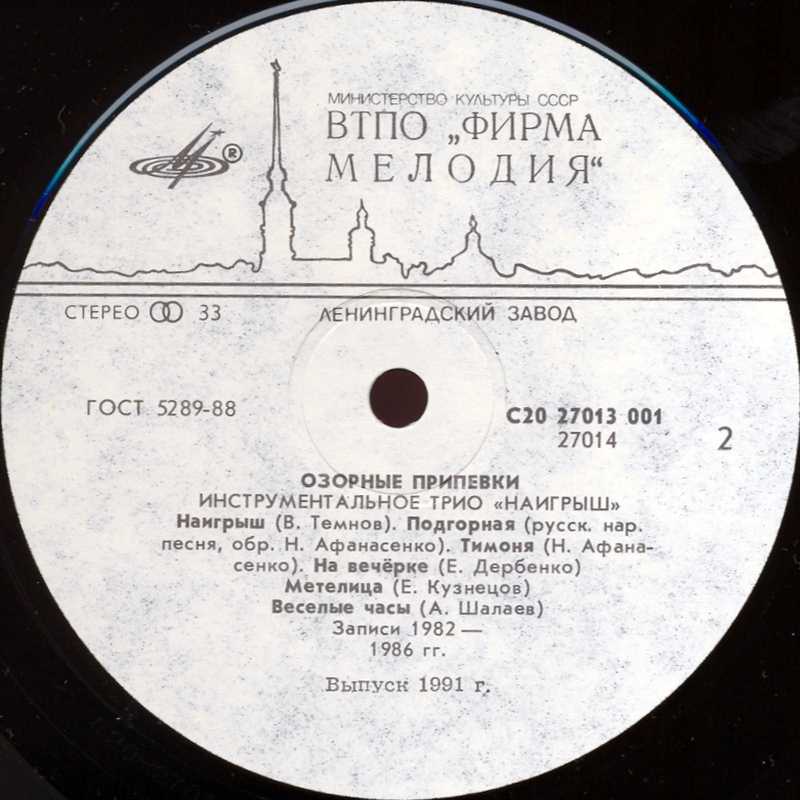 МИНИСТЕРСТВО КУЛЬТУРЫ СССР
ВТПО „ФИРМА
МЕЛОДИЯ“
®
СТЕРЕО 33
ЛЕНИНГРАДСКИЙ ЗАВОД
ГОСТ 5289-88
С20 27013 001
27014
2
ОЗОРНЫЕ ПРИПЕВКИ
ИНСТРУМЕНТАЛЬНОЕ ТРИО «НАИГРЫШ»
Наигрыш (В. Темнов). Подгорная (русск. нар.
песня, обр. Н. Афанасенко). Тимоня (Н. Афана-
сенко). На вечёрке (Е. Дербенко)
Метелица (Е. Кузнецов)
Веселые часы (А. Шалаев)
Записи 1982 —
1986 гг.
Выпуск 1991 г.